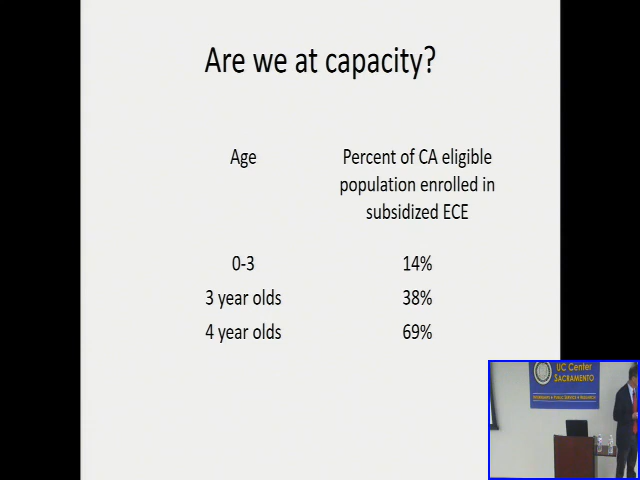 Are we at capacity?
Age
Percent of CA eligible
population enrolled in
subsidized ECE
0-3 14%
3 year olds 38%
4 year olds 69%
UC Center
SACRAMENTO